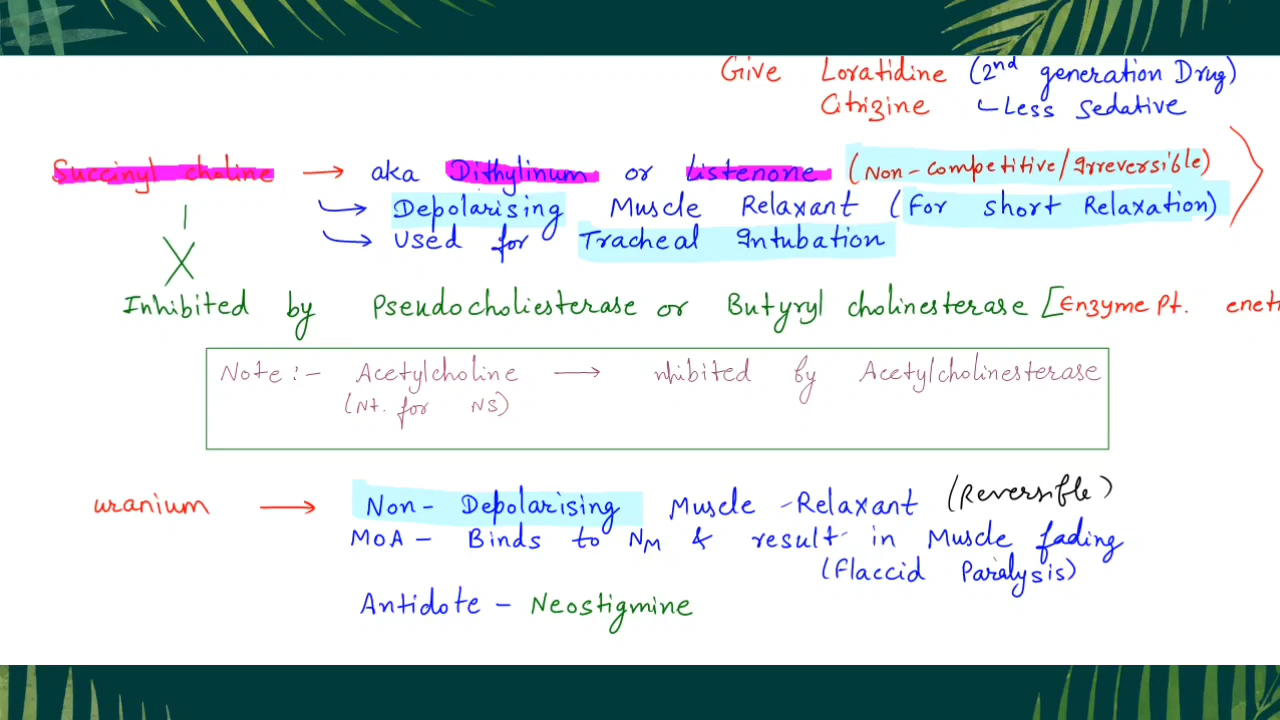 Give Loratidine (2nd generation Drug)
Citrizine ↳Less Sedative
Succinyl choline → aka Dithylinum or Listenone (Non-competitive/Irreversible)
↳ Depolarising Muscle Relaxant (For short Relaxation)
↳ Used for Tracheal Intubation
Inhibited by Pseudocholiesterase or Butyryl cholinesterase [Enzyme Pt.
Note:- Acetylcholine → nhibited by Acetylcholinesterase
(Nt. for NS)
uranium → Non-Depolarising Muscle-Relaxant (Reversible)
MOA - Binds to NM & result in Muscle fading
(Flaccid Paralysis)
Antidote - Neostigmine